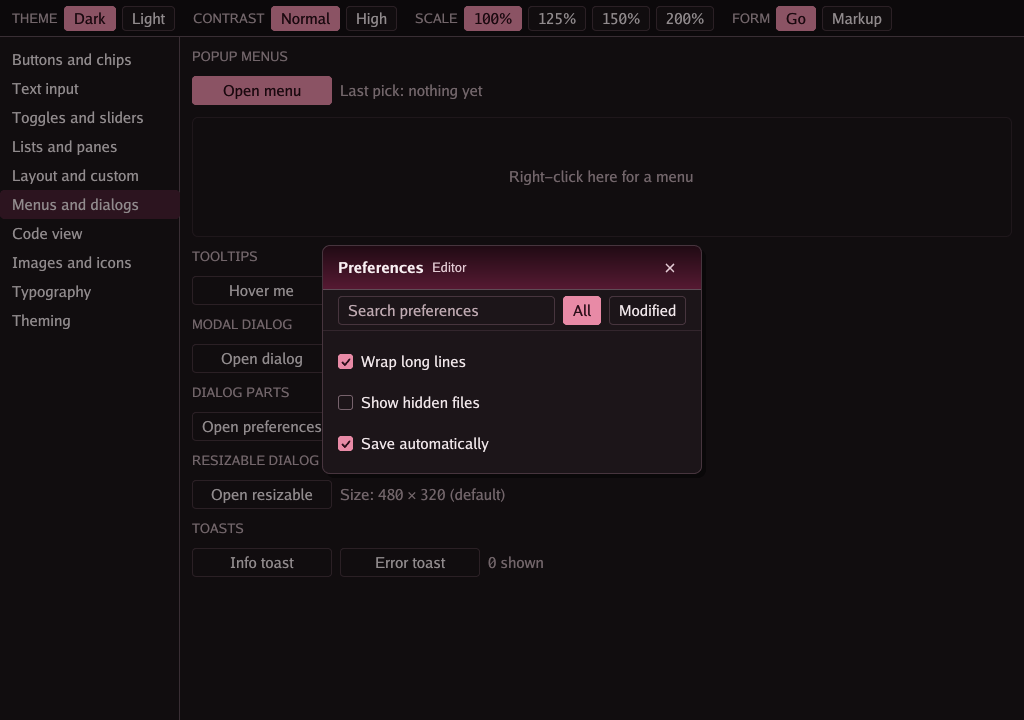 THEME Dark Light CONTRAST Normal High SCALE 100% 125% 150% 200% FORM Go Markup
Buttons and chips
Text input
Toggles and sliders
Lists and panes
Layout and custom
Menus and dialogs
Code view
Images and icons
Typography
Theming
POPUP MENUS
Open menu Last pick: nothing yet
Right-click here for a menu
TOOLTIPS
Hover me
MODAL DIALOG
Open dialog
DIALOG PARTS
Open preferences
RESIZABLE DIALOG
Open resizable Size: 480 × 320 (default)
TOASTS
Info toast Error toast 0 shown
Preferences Editor ×
Search preferences All Modified
Wrap long lines
Show hidden files
Save automatically